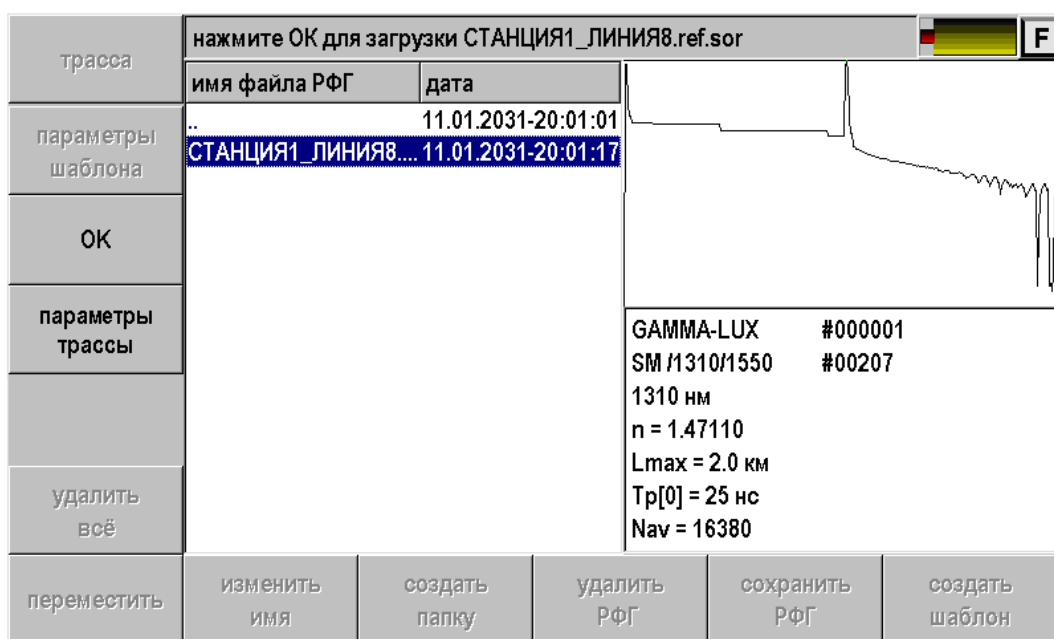 трасса
нажмите ОК для загрузки СТАНЦИЯ1_ЛИНИЯ8.ref.sor
F
имя файла РФГ дата
.. 11.01.2031-20:01:01
СТАНЦИЯ1_ЛИНИЯ8.... 11.01.2031-20:01:17
параметры
шаблона
ОК
параметры
трассы
удалить
всё
GAMMA-LUX #000001
SM /1310/1550 #00207
1310 нм
n = 1.47110
Lmax = 2.0 км
Tp[0] = 25 нс
Nav = 16380
переместить
изменить
имя
создать
папку
удалить
РФГ
сохранить
РФГ
создать
шаблон